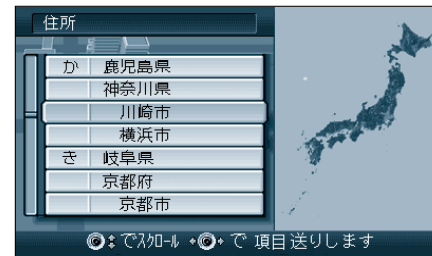 住所
か 鹿児島県
神奈川県
川崎市
横浜市
き 岐阜県
京都府
京都市
でスクロール で 項目送りします